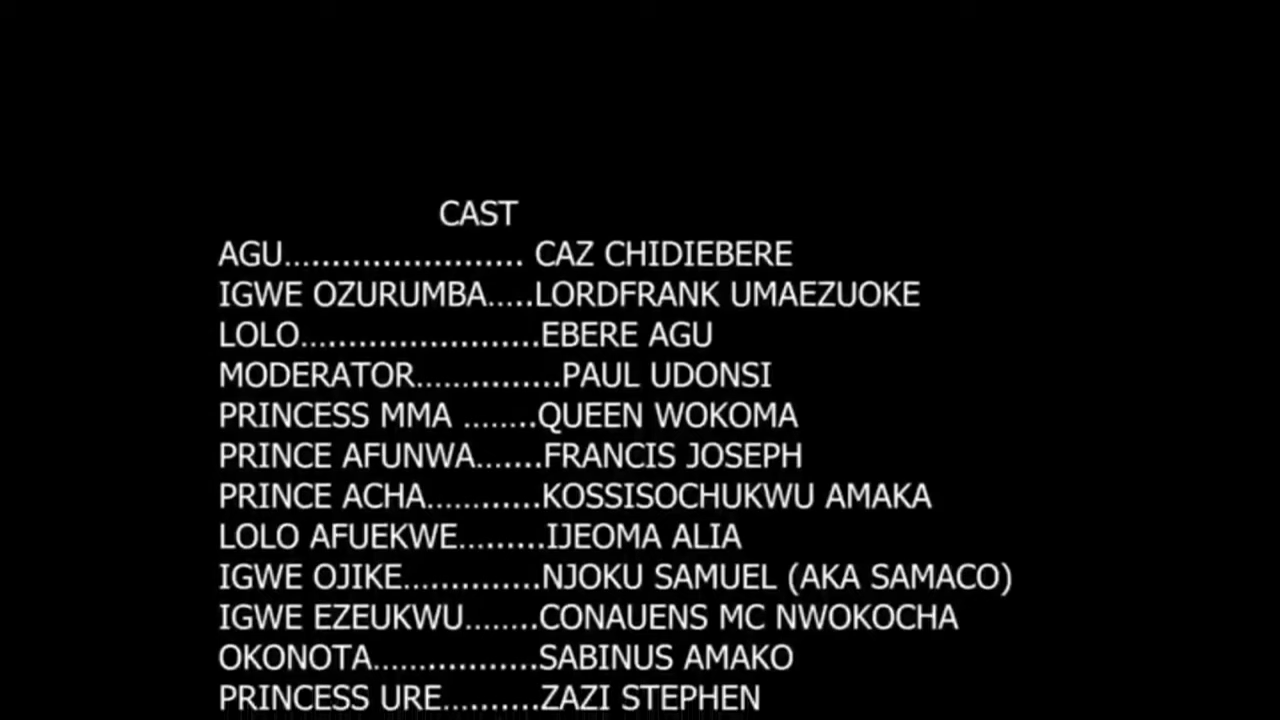 CAST
AGU........................ CAZ CHIDIEBERE
IGWE OZURUMBA.....LORDFRANK UMAEZUOKE
LOLO........................EBERE AGU
MODERATOR...............PAUL UDONSI
PRINCESS MMA ........QUEEN WOKOMA
PRINCE AFUNWA.......FRANCIS JOSEPH
PRINCE ACHA............KOSSISOCHUKWU AMAKA
LOLO AFUEKWE.........IJEOMA ALIA
IGWE OJIKE..............NJOKU SAMUEL (AKA SAMACO)
IGWE EZEUKWU........CONAUENS MC NWOKOCHA
OKONOTA.................SABINUS AMAKO
PRINCESS URE..........ZAZI STEPHEN